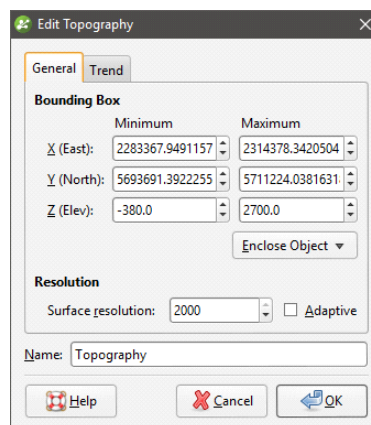 Edit Topography
General Trend
Bounding Box
Minimum Maximum
X (East): 2283367.9491157 2314378.3420504
Y (North): 5693691.3922255 5711224.0381631
Z (Elev): -380.0 2700.0
Enclose Object
Resolution
Surface resolution: 2000 Adaptive
Name: Topography
Help Cancel OK